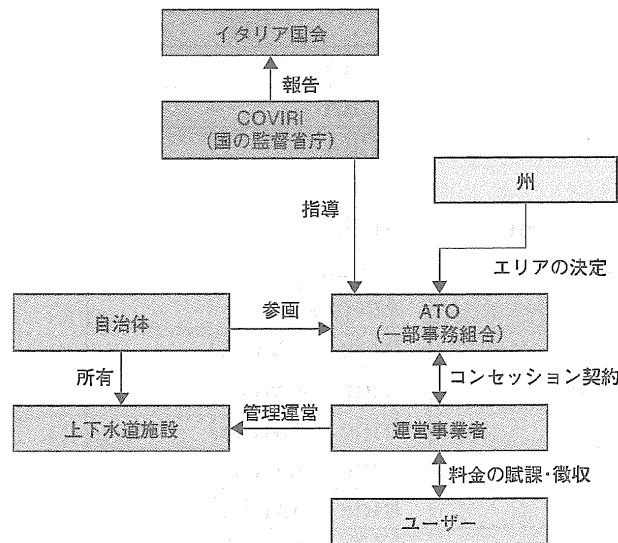 イタリア国会
報告
COVIRI
(国の監督省庁)
州
指導
エリアの決定
自治体
参画
ATO
(一部事務組合)
所有
コンセッション契約
上下水道施設
管理運営
運営事業者
料金の賦課・徴収
ユーザー